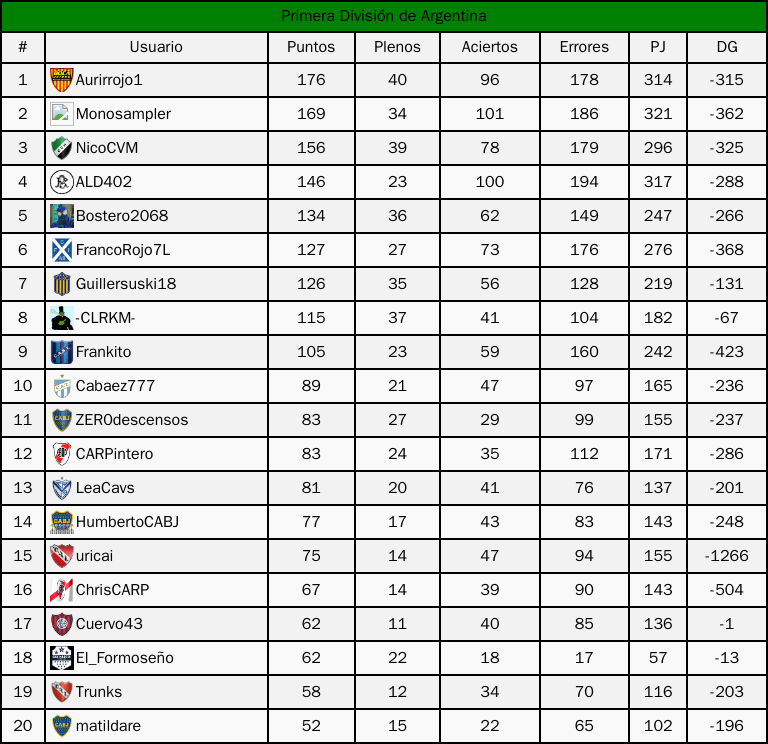 Primera División de Argentina
# Usuario Puntos Plenos Aciertos Errores PJ DG
1 Aurirrojo1 176 40 96 178 314 -315
2 Monosampler 169 34 101 186 321 -362
3 NicoCVM 156 39 78 179 296 -325
4 ALD402 146 23 100 194 317 -288
5 Bostero2068 134 36 62 149 247 -266
6 FrancoRojo7L 127 27 73 176 276 -368
7 Guillersuski18 126 35 56 128 219 -131
8 -CLRKM- 115 37 41 104 182 -67
9 Frankito 105 23 59 160 242 -423
10 Cabaez777 89 21 47 97 165 -236
11 ZER0descensos 83 27 29 99 155 -237
12 CARPintero 83 24 35 112 171 -286
13 LeaCavs 81 20 41 76 137 -201
14 HumbertoCABJ 77 17 43 83 143 -248
15 uricai 75 14 47 94 155 -1266
16 ChrisCARP 67 14 39 90 143 -504
17 Cuervo43 62 11 40 85 136 -1
18 El_Formoseño 62 22 18 17 57 -13
19 Trunks 58 12 34 70 116 -203
20 matildare 52 15 22 65 102 -196